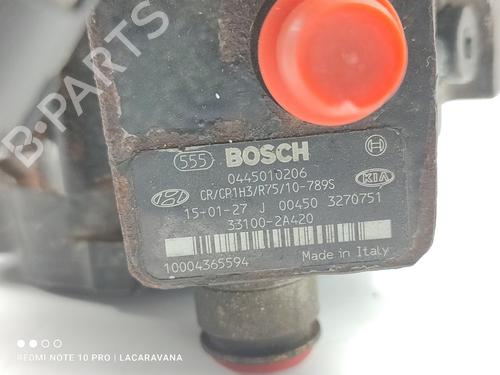 B-PARTS
555 BOSCH
0445010206
CR/CP1H3/R75/10-789S
15-01-27 J 00450 3270751
KIA
33100-2A420
10004365594 Made in Italy
REDMI NOTE 10 PRO | LACARAVANA